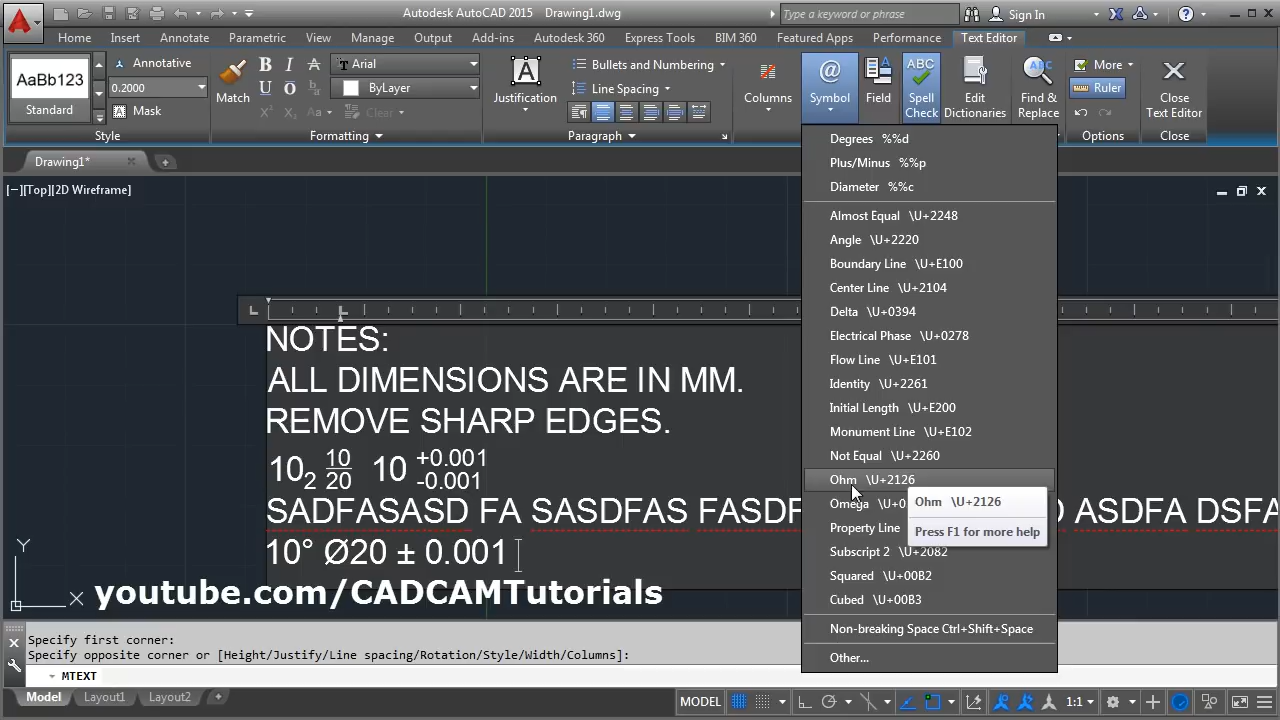 Autodesk AutoCAD 2015 Drawing1.dwg
Type a keyword or phrase
Sign In
Home Insert Annotate Parametric View Manage Output Add-ins Autodesk 360 Express Tools BIM 360 Featured Apps Performance Text Editor
AaBb123
Standard
Annotative
0.2000
Mask
Style
Match
Arial
ByLayer
Clear
Formatting
Justification
Bullets and Numbering
Line Spacing
Paragraph
Columns
Symbol
Field
ABC
Spell Check
Edit Dictionaries
Find & Replace
More
Ruler
Options
Close Text Editor
Close
Drawing1*
[−][Top][2D Wireframe]
Degrees %%d
Plus/Minus %%p
Diameter %%c
Almost Equal \U+2248
Angle \U+2220
Boundary Line \U+E100
Center Line \U+2104
Delta \U+0394
Electrical Phase \U+0278
Flow Line \U+E101
Identity \U+2261
Initial Length \U+E200
Monument Line \U+E102
Not Equal \U+2260
Ohm \U+2126
Omega \U+0
Property Line
Subscript 2 \U+2082
Squared \U+00B2
Cubed \U+00B3
Non-breaking Space Ctrl+Shift+Space
Other...
Ohm \U+2126
Press F1 for more help
NOTES:
ALL DIMENSIONS ARE IN MM.
REMOVE SHARP EDGES.
10₂ 10/20 10 +0.001 -0.001
SADFASASD FA SASDFAS FASDF ASDFA DSFA
10° Ø20 ± 0.001
Y
X
youtube.com/CADCAMTutorials
Specify first corner:
Specify opposite corner or [Height/Justify/Line spacing/Rotation/Style/Width/Columns]:
MTEXT
Model Layout1 Layout2
MODEL
1:1